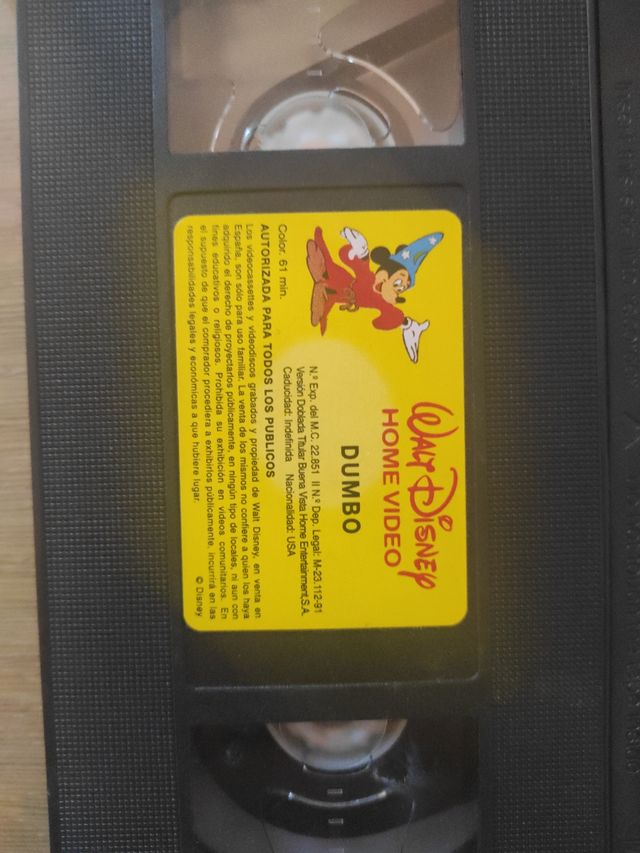 WALT DISNEY
HOME VIDEO
DUMBO
N.º Exp. del M.C. 22.851 II N.º Dep. Legal: M-23.112-91
Versión Doblada Titular Buena Vista Home Entertainment,S.A.
Caducidad: Indefinida Nacionalidad: USA
Color. 61 min.
AUTORIZADA PARA TODOS LOS PUBLICOS
Los videocassettes y videodiscos grabados y propiedad de Walt Disney, en venta en
España, son sólo para uso familiar. La venta de los mismos no confiere a quien los haya
adquirido el derecho de proyectarlos públicamente, en ningún tipo de locales, ni aun con
fines educativos o religiosos. Prohibida su exhibición en videos comunitarios. En
el supuesto de que el comprador procediera a exhibirlos públicamente, incurrirá en las
responsabilidades legales y económicas a que hubiere lugar.
© Disney